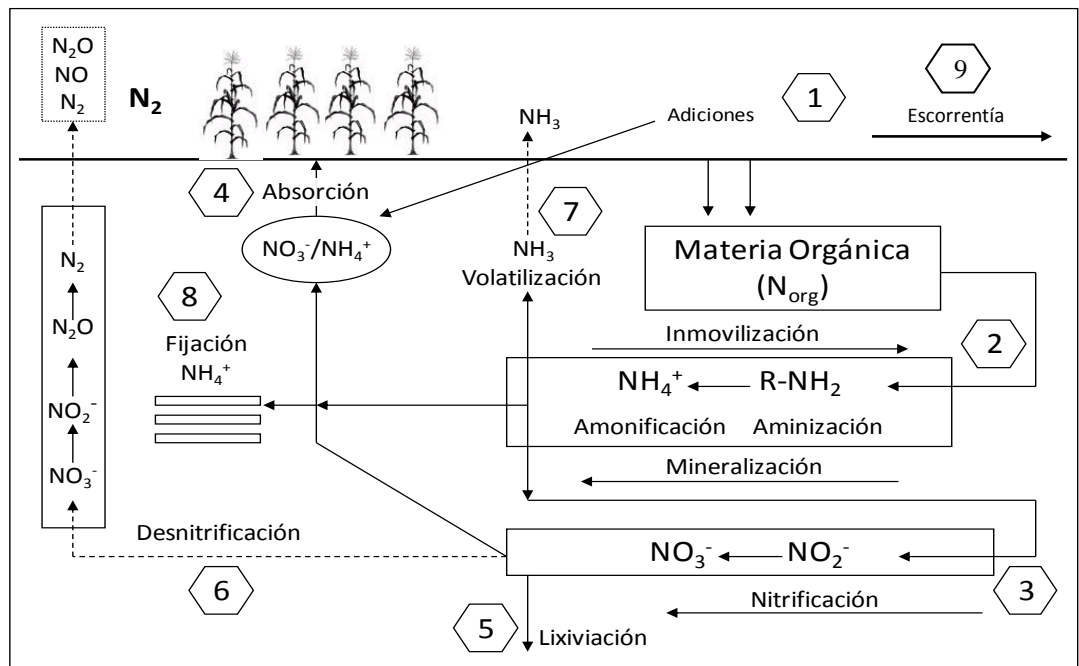 N₂O
NO
N₂
N₂
NH₃
Adiciones
1
9
Escorrentía
4
Absorción
NO₃⁻/NH₄⁺
7
NH₃
Volatilización
Materia Orgánica
(Norg)
N₂
N₂O
NO₂⁻
NO₃⁻
8
Fijación
NH₄⁺
Inmovilización
2
NH₄⁺
R-NH₂
Amonificación
Aminización
Mineralización
Desnitrificación
6
NO₃⁻
NO₂⁻
3
Nitrificación
5
Lixiviación